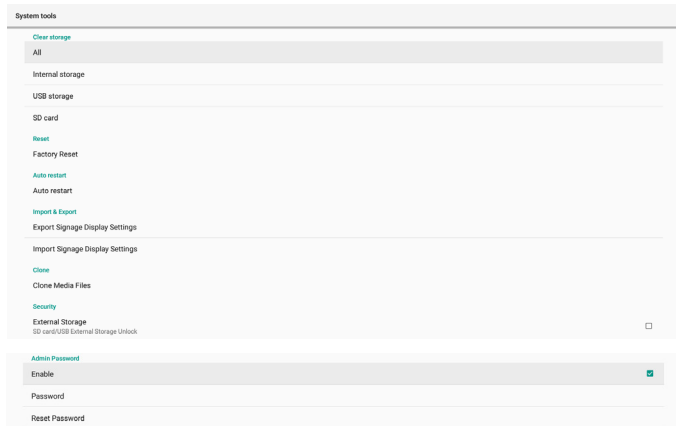 System tools
Clear storage
All
Internal storage
USB storage
SD card
Reset
Factory Reset
Auto restart
Auto restart
Import & Export
Export Signage Display Settings
Import Signage Display Settings
Clone
Clone Media Files
Security
External Storage
SD card/USB External Storage Unlock
Admin Password
Enable
Password
Reset Password